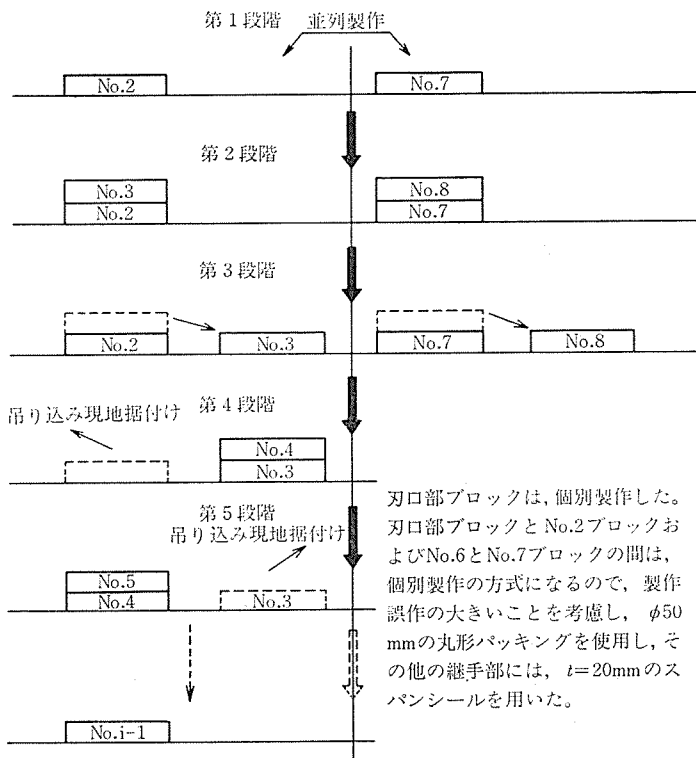 第1段階 並列製作
No.2 No.7
第2段階
No.3 No.8
No.2 No.7
第3段階
No.2 No.3 No.7 No.8
第4段階
吊り込み現地据付け
No.4
No.3
第5段階
吊り込み現地据付け
No.5
No.4 No.3
No.i-1
刃口部ブロックは,個別製作した。
刃口部ブロックとNo.2ブロックお
よびNo.6とNo.7ブロックの間は,
個別製作の方式になるので,製作
誤作の大きいことを考慮し,φ50
mmの丸形パッキングを使用し,そ
の他の継手部には,t=20mmのス
パンシールを用いた。